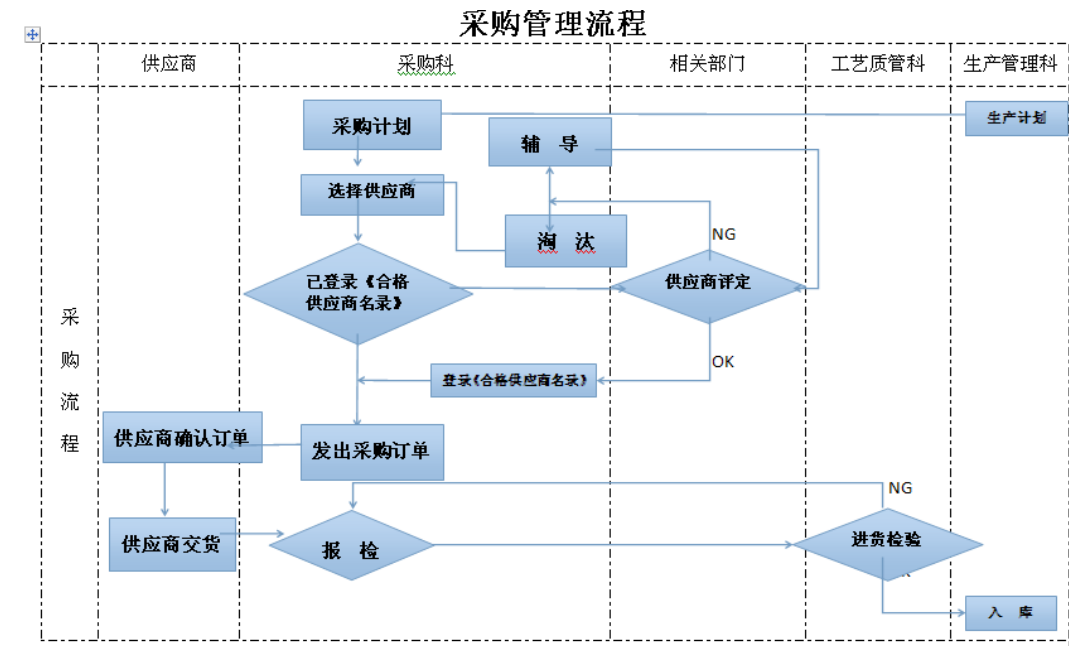 采购管理流程
供应商
采购科
相关部门
工艺质管科
生产管理科
采购计划
生产计划
辅 导
选择供应商
淘 汰
NG
已登录《合格
供应商名录》
供应商评定
采
购
流
程
OK
登录《合格供应商名录》
供应商确认订单
发出采购订单
NG
供应商交货
报 检
进货检验
入 库